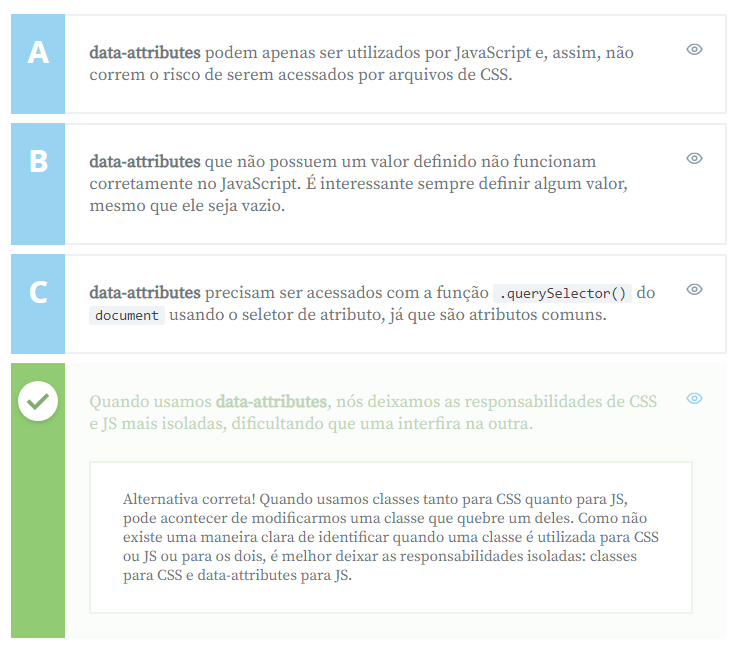 A
data-attributes podem apenas ser utilizados por JavaScript e, assim, não
correm o risco de serem acessados por arquivos de CSS.
B
data-attributes que não possuem um valor definido não funcionam
corretamente no JavaScript. É interessante sempre definir algum valor,
mesmo que ele seja vazio.
C
data-attributes precisam ser acessados com a função .querySelector() do
document usando o seletor de atributo, já que são atributos comuns.
Quando usamos data-attributes, nós deixamos as responsabilidades de CSS
e JS mais isoladas, dificultando que uma interfira na outra.
Alternativa correta! Quando usamos classes tanto para CSS quanto para JS,
pode acontecer de modificarmos uma classe que quebre um deles. Como não
existe uma maneira clara de identificar quando uma classe é utilizada para CSS
ou JS ou para os dois, é melhor deixar as responsabilidades isoladas: classes
para CSS e data-attributes para JS.